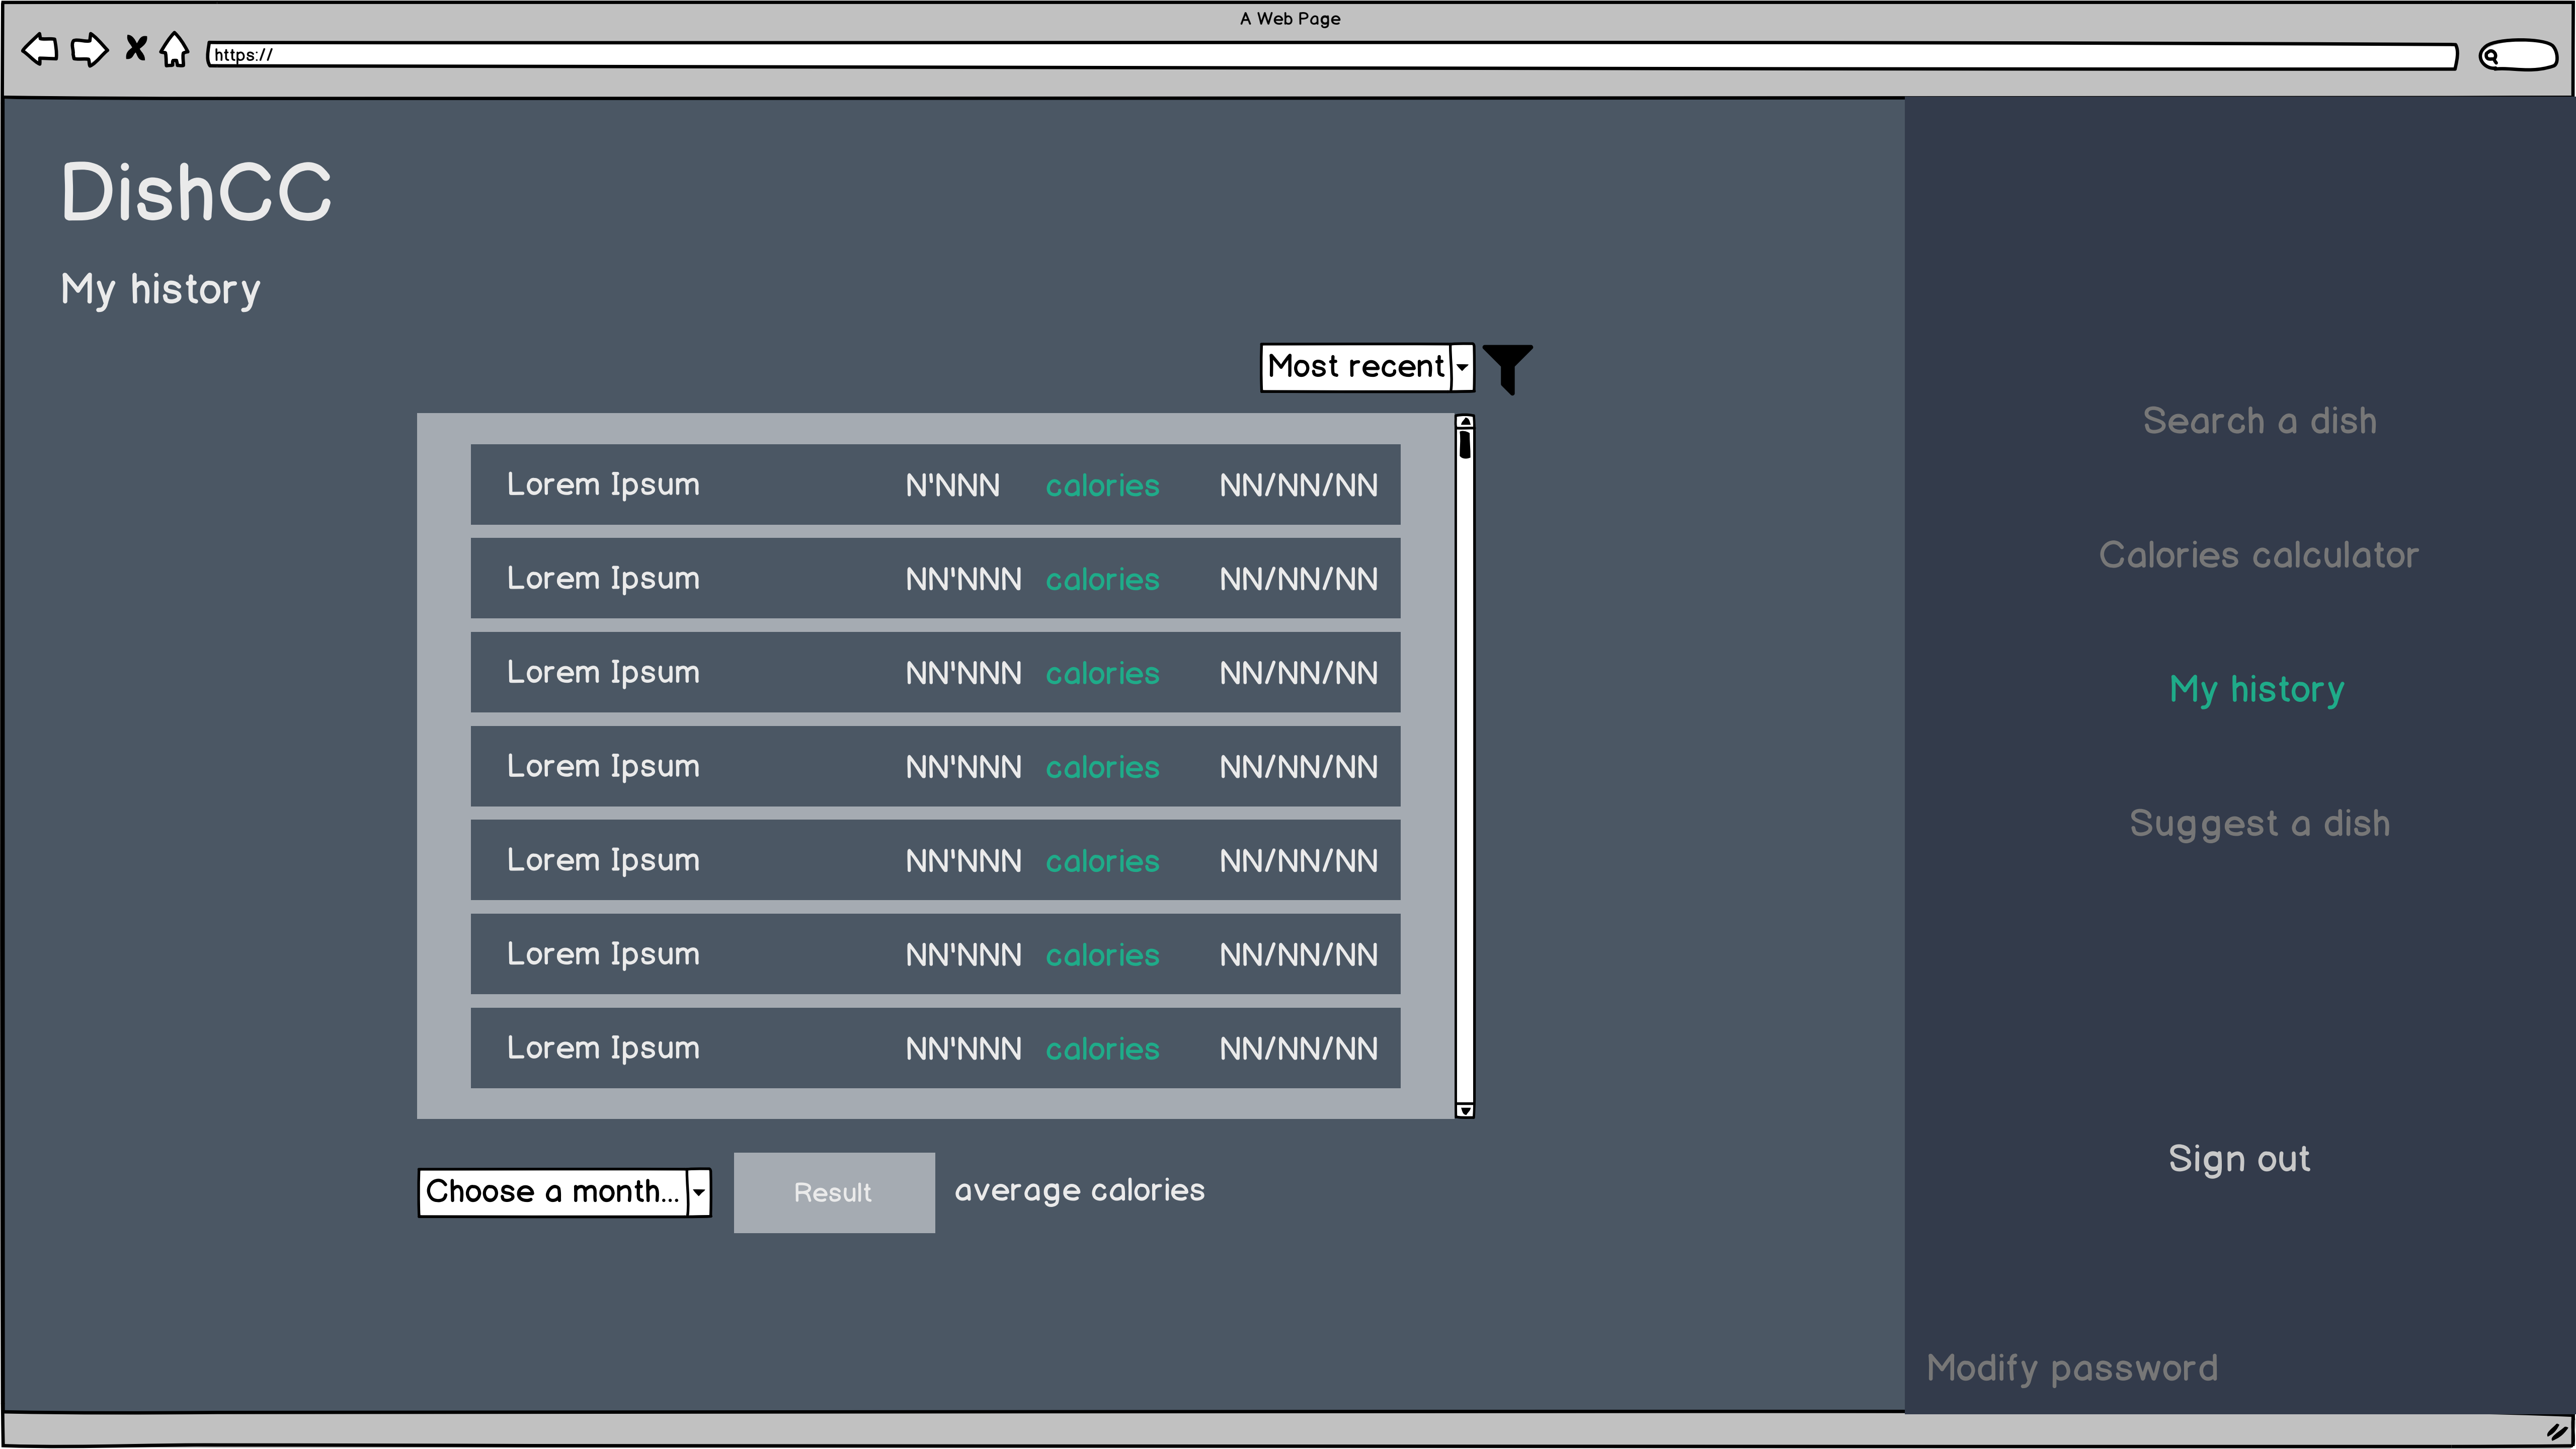 A Web Page
https://
DishCC
My history
Most recent
Lorem Ipsum N'NNN calories NN/NN/NN
Lorem Ipsum NN'NNN calories NN/NN/NN
Lorem Ipsum NN'NNN calories NN/NN/NN
Lorem Ipsum NN'NNN calories NN/NN/NN
Lorem Ipsum NN'NNN calories NN/NN/NN
Lorem Ipsum NN'NNN calories NN/NN/NN
Lorem Ipsum NN'NNN calories NN/NN/NN
Choose a month... Result average calories
Search a dish
Calories calculator
My history
Suggest a dish
Sign out
Modify password